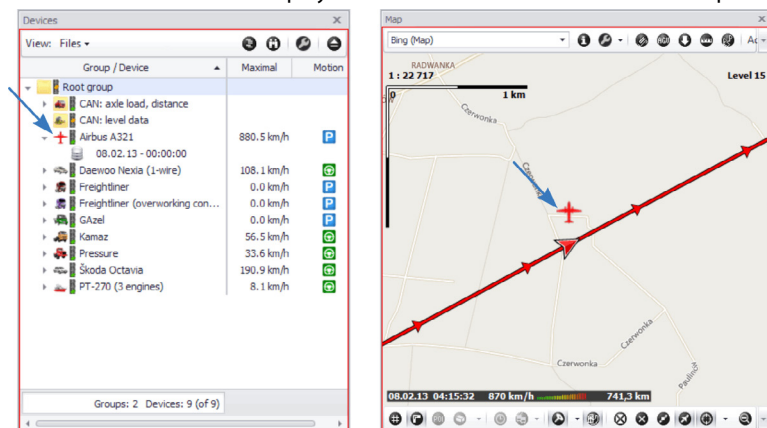 Devices
View: Files
Group / Device Maximal Motion
Root group
CAN: axle load, distance
CAN: level data
Airbus A321 880.5 km/h P
08.02.13 - 00:00:00
Daewoo Nexia (1-wire) 108.1 km/h
Freightliner 0.0 km/h P
Freightliner (overworking con... 0.0 km/h P
GAzel 0.0 km/h P
Kamaz 56.5 km/h
Pressure 33.6 km/h
Škoda Octavia 190.9 km/h
PT-270 (3 engines) 8.1 km/h
Groups: 2 Devices: 9 (of 9)
Map
Bing (Map)
RADWANKA
1 : 22 717 Level 15
0 1 km
Czerwonka
Czerwonka
Czerwonka
Czerwonka
08.02.13 04:15:32 870 km/h 741,3 km